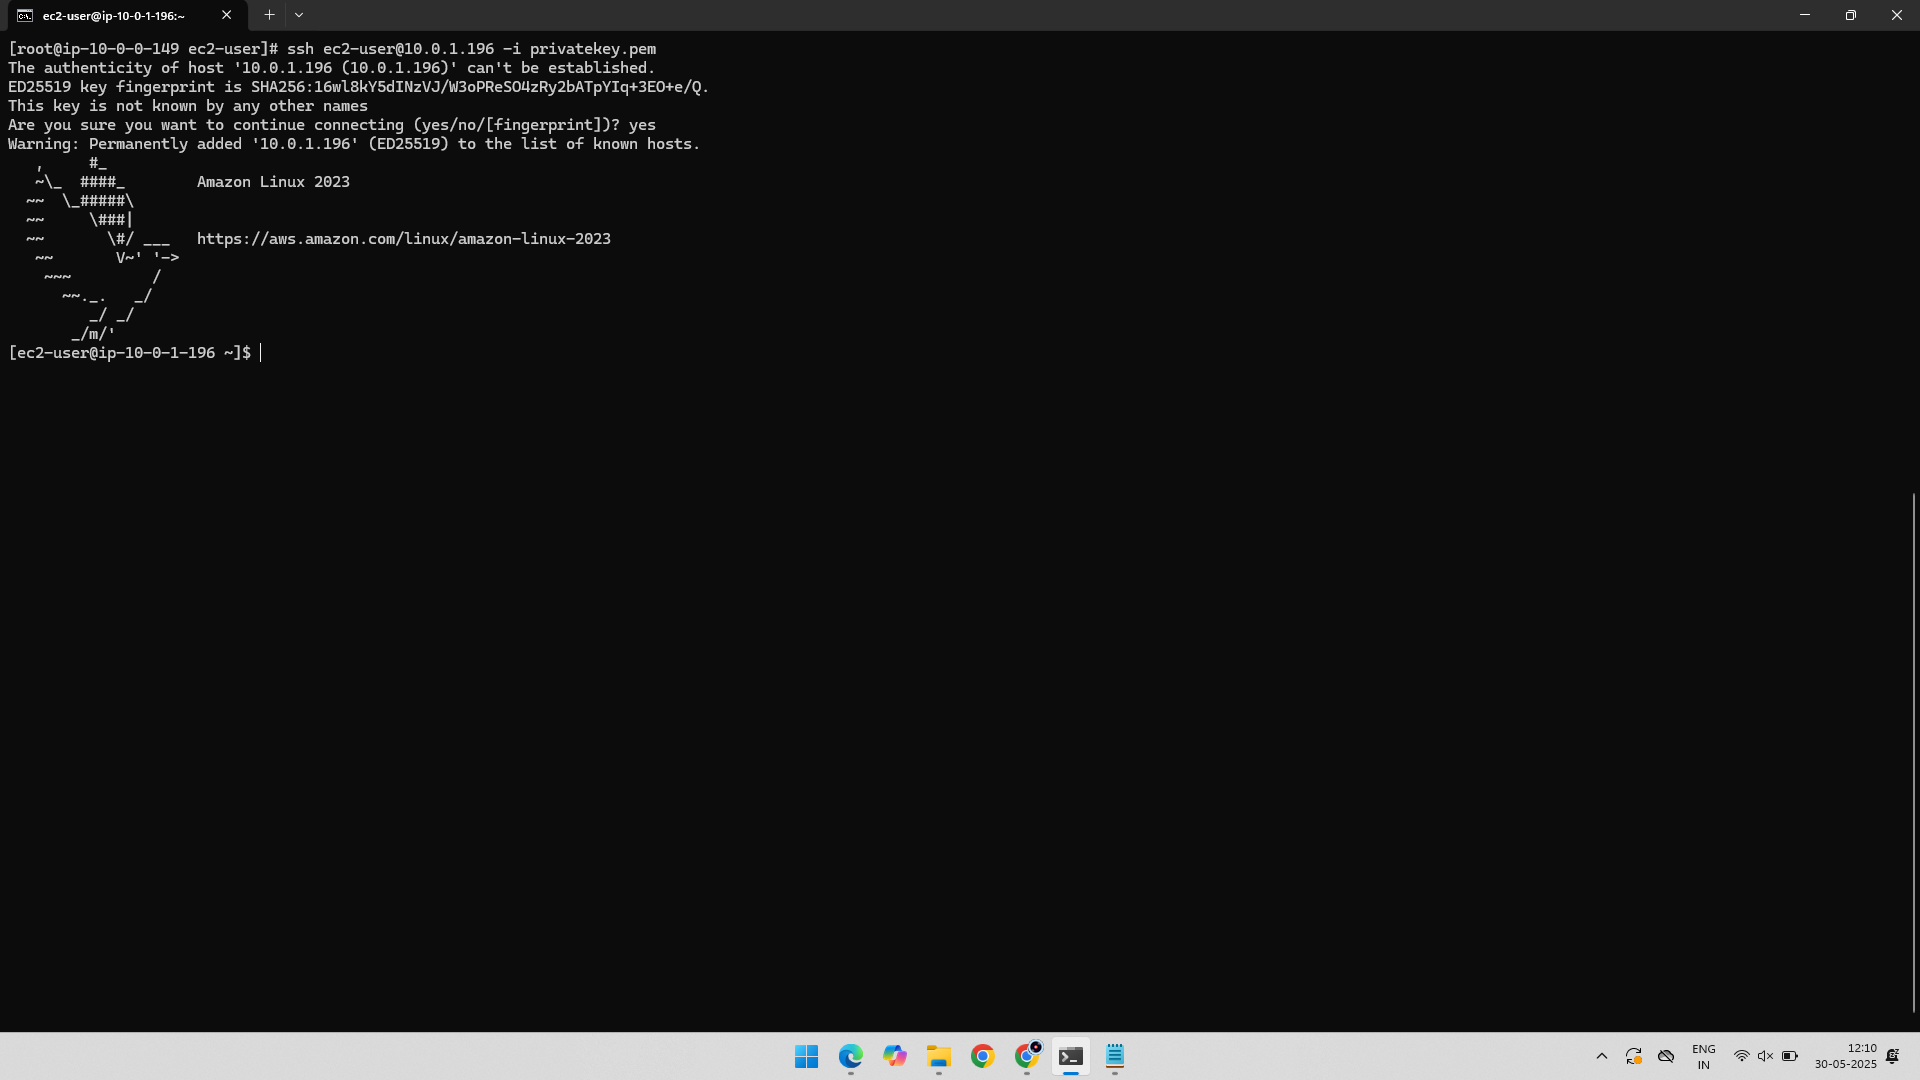 ec2-user@ip-10-0-1-196:~
[root@ip-10-0-0-149 ec2-user]# ssh ec2-user@10.0.1.196 -i privatekey.pem
The authenticity of host '10.0.1.196 (10.0.1.196)' can't be established.
ED25519 key fingerprint is SHA256:16wl8kY5dINzVJ/W3oPReSO4zRy2bATpYIq+3EO+e/Q.
This key is not known by any other names
Are you sure you want to continue connecting (yes/no/[fingerprint])? yes
Warning: Permanently added '10.0.1.196' (ED25519) to the list of known hosts.
   ,     #_
   ~\_  ####_        Amazon Linux 2023
  ~~  \_#####\
  ~~     \###|
  ~~       \#/ ___   https://aws.amazon.com/linux/amazon-linux-2023
   ~~       V~' '->
    ~~~         /
      ~~._.   _/
         _/ _/
       _/m/'
[ec2-user@ip-10-0-1-196 ~]$
ENG
IN
12:10
30-05-2025